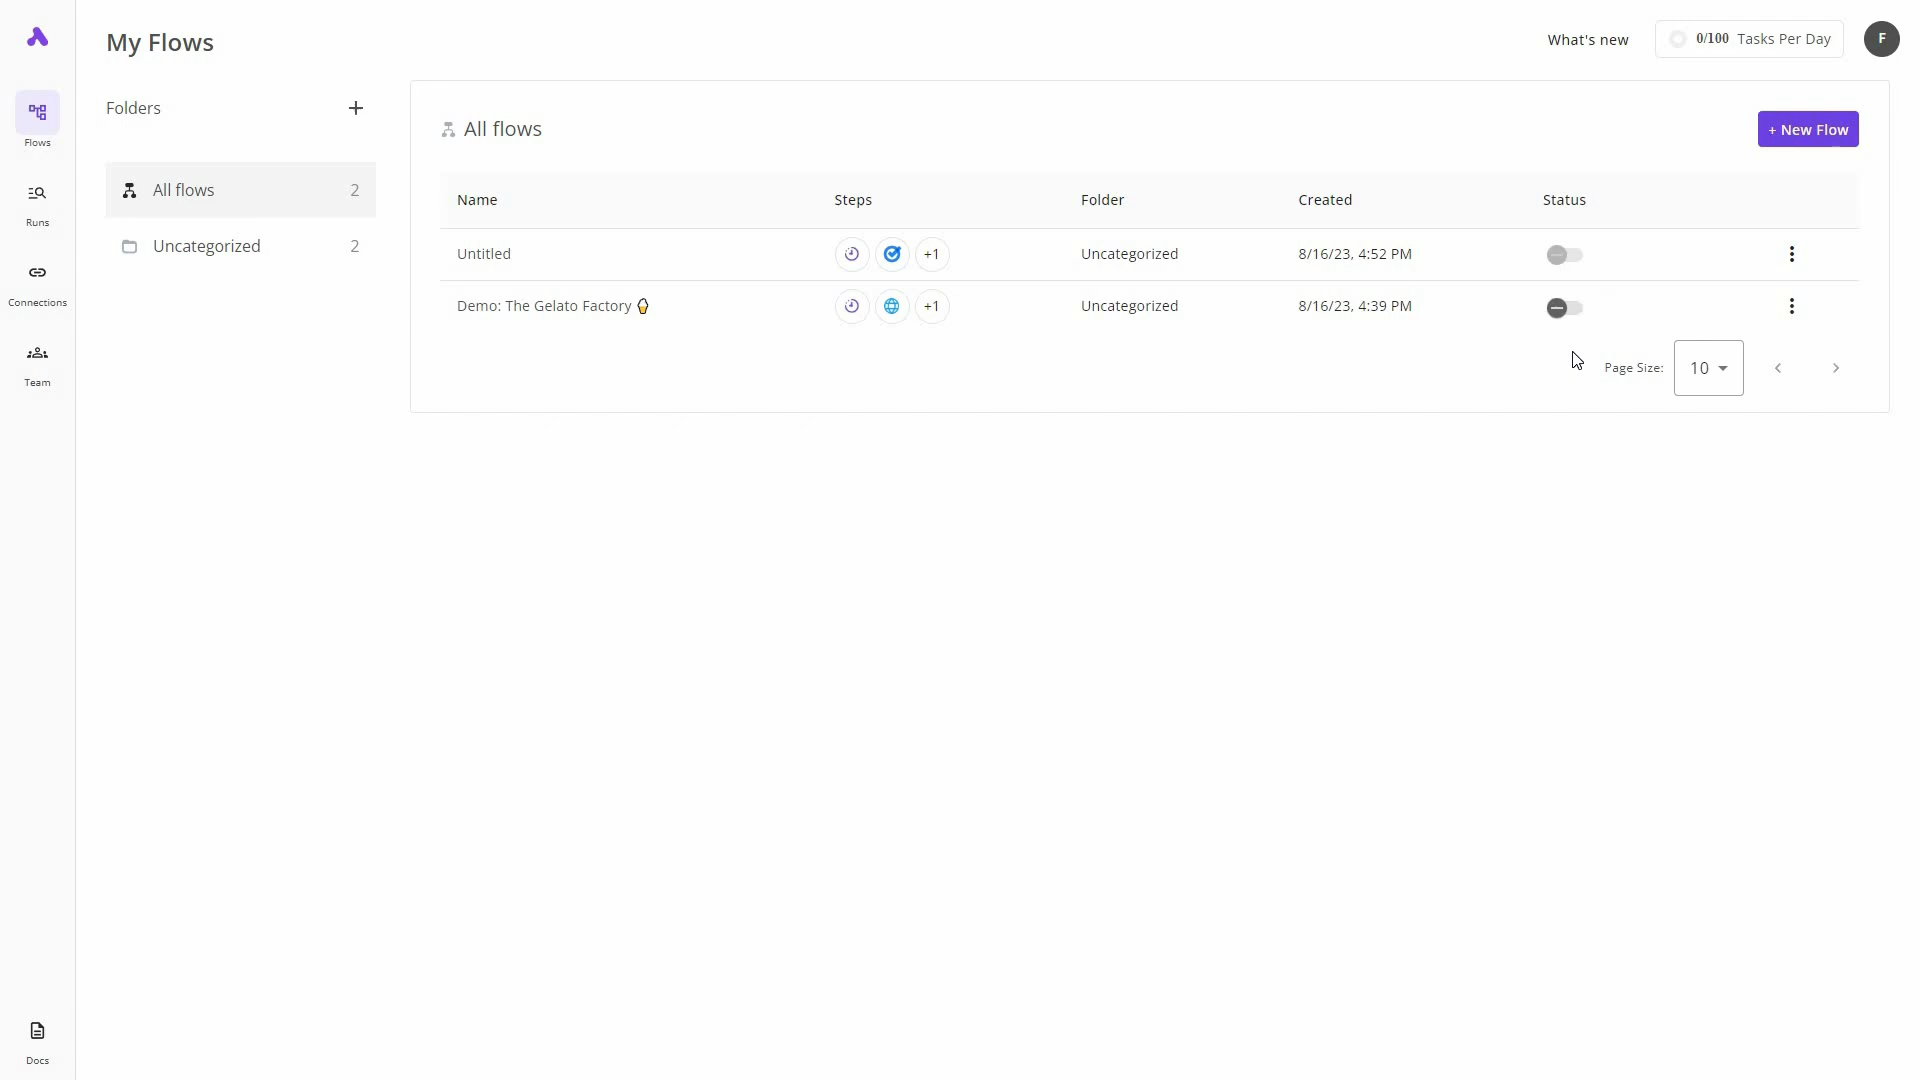 My Flows
What's new
0/100 Tasks Per Day
F
Flows
Runs
Connections
Team
Docs
Folders +
All flows 2
Uncategorized 2
All flows
+ New Flow
Name Steps Folder Created Status
Untitled +1 Uncategorized 8/16/23, 4:52 PM
Demo: The Gelato Factory 🍦 +1 Uncategorized 8/16/23, 4:39 PM
Page Size: 10